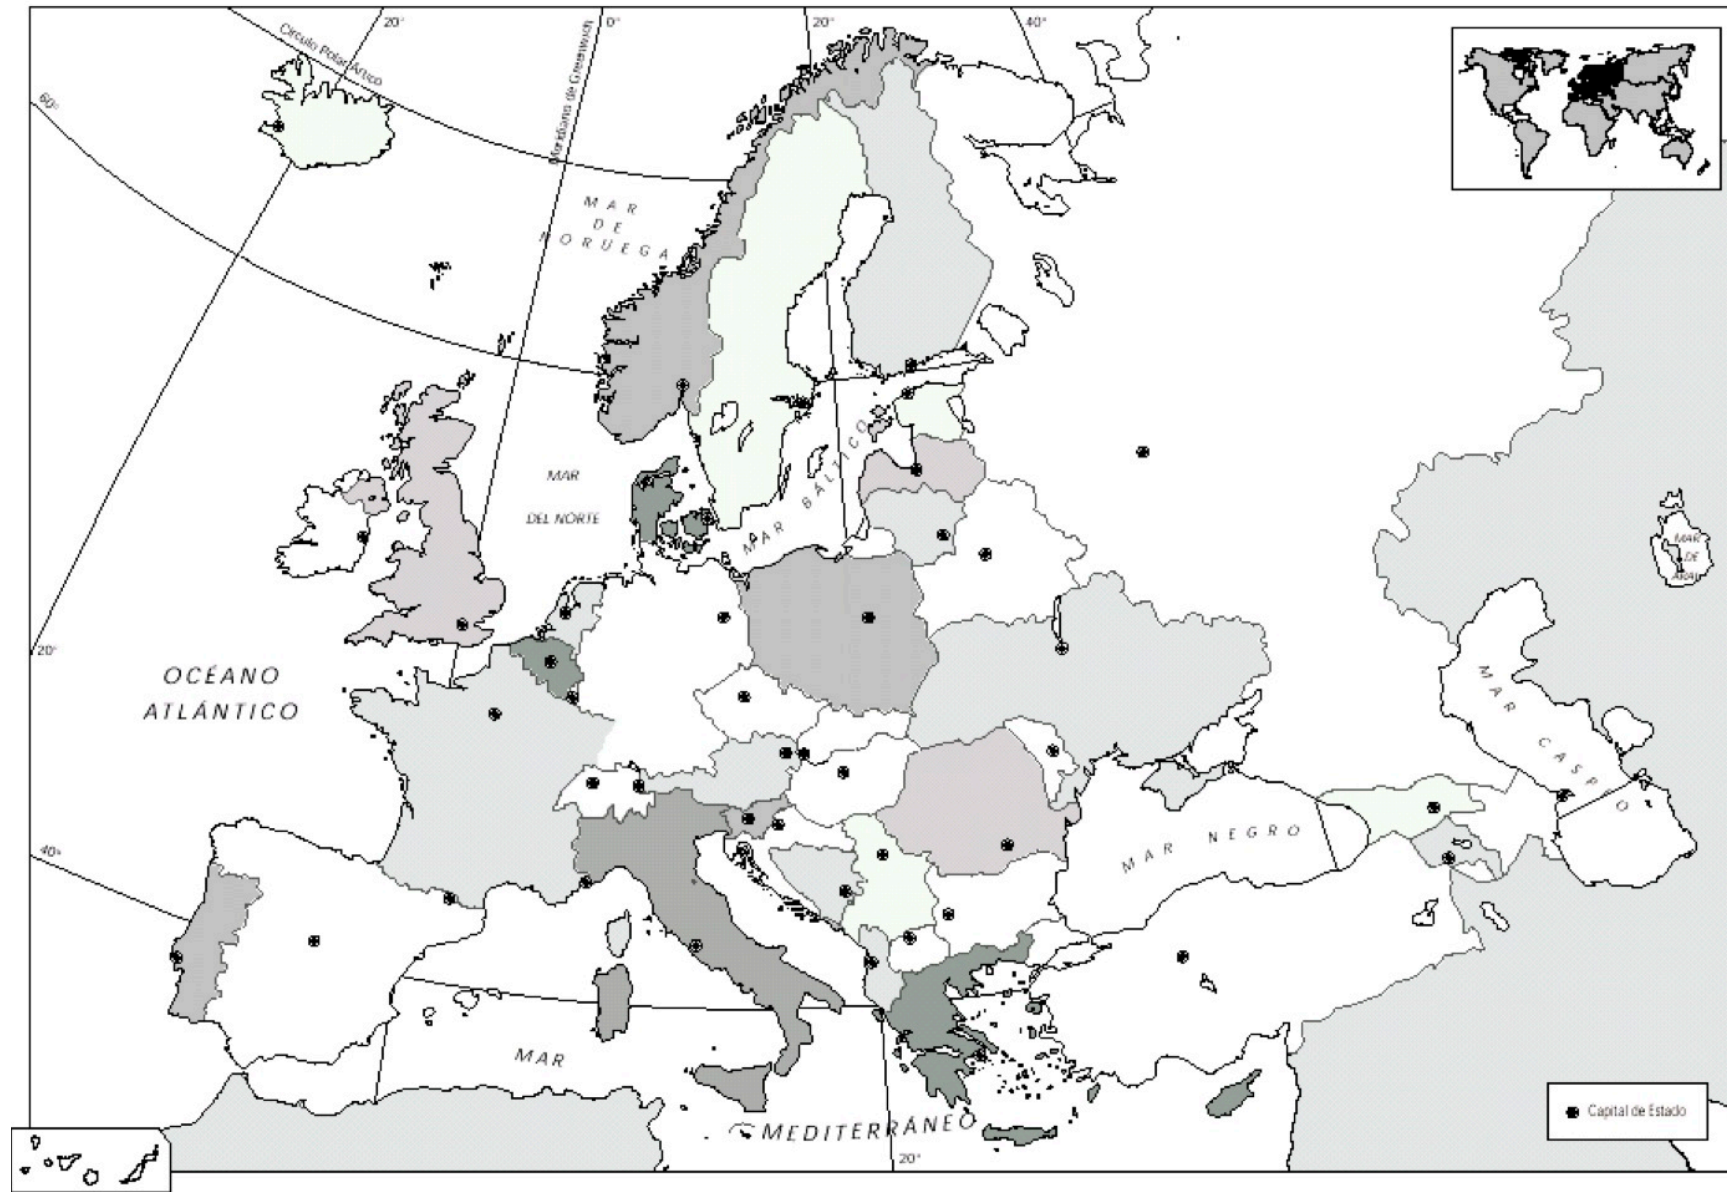 20°
0°
20°
40°
Círculo Polar Ártico
Meridiano de Greenwich
60°
MAR
DE
NORUEGA
MAR
DEL NORTE
MAR BÁLTICO
MAR
DE
ARAL
20°
OCÉANO
ATLÁNTICO
MAR CASPIO
MAR NEGRO
40°
MAR
MEDITERRÁNEO
Capital de Estado
20°